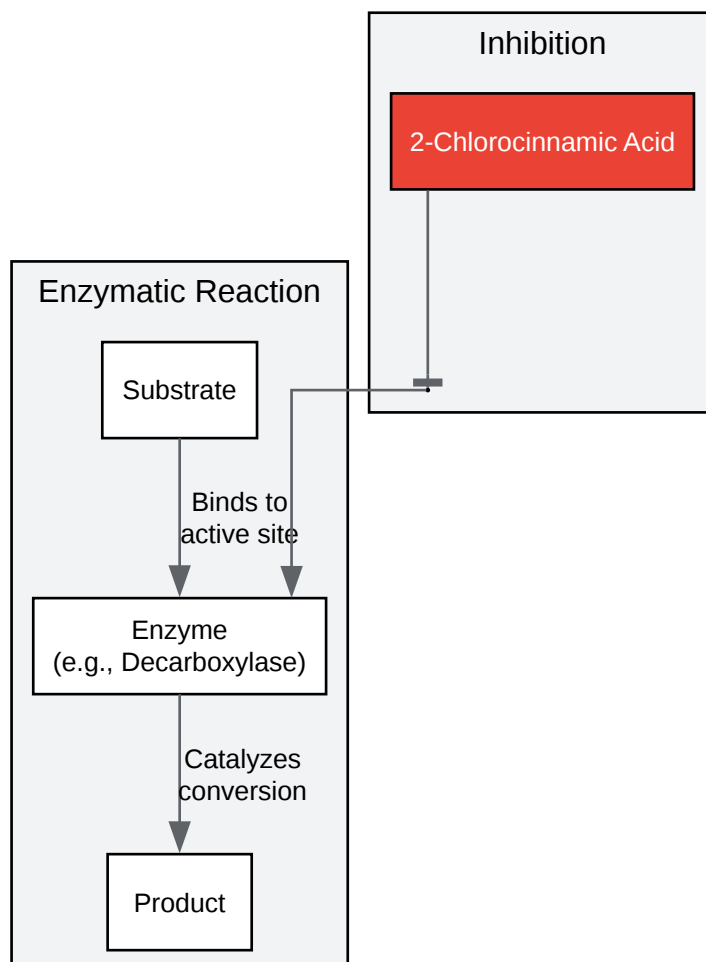 Inhibition
2-Chlorocinnamic Acid
Enzymatic Reaction
Substrate
Binds to
active site
Enzyme
(e.g., Decarboxylase)
Catalyzes
conversion
Product